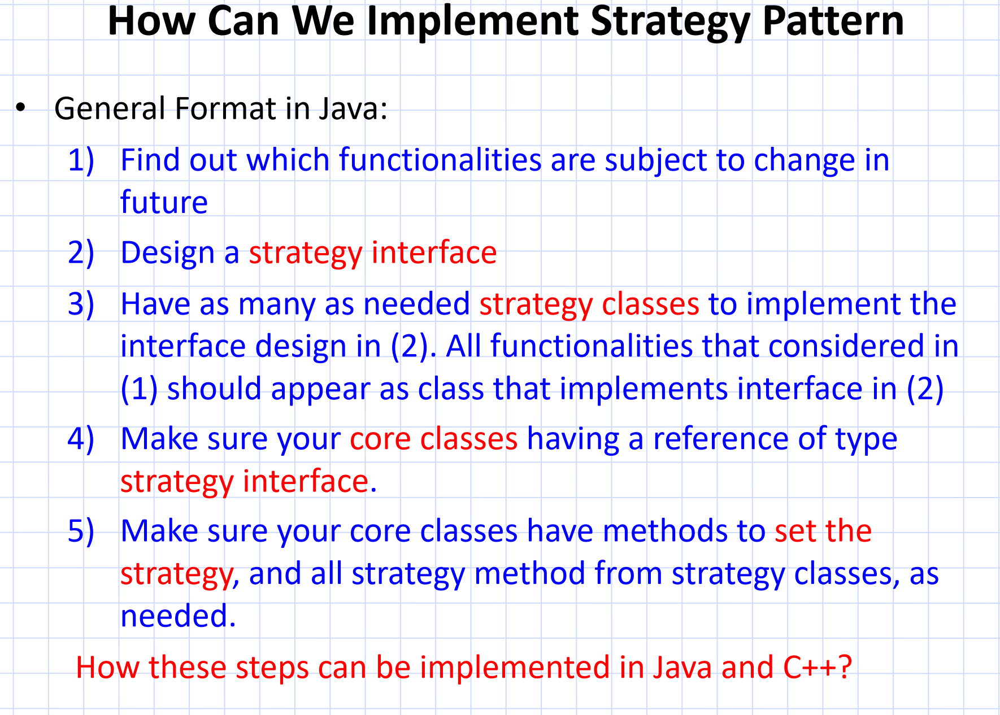 How Can We Implement Strategy Pattern
• General Format in Java:
1) Find out which functionalities are subject to change in
future
2) Design a strategy interface
3) Have as many as needed strategy classes to implement the
interface design in (2). All functionalities that considered in
(1) should appear as class that implements interface in (2)
4) Make sure your core classes having a reference of type
strategy interface.
5) Make sure your core classes have methods to set the
strategy, and all strategy method from strategy classes, as
needed.
How these steps can be implemented in Java and C++?